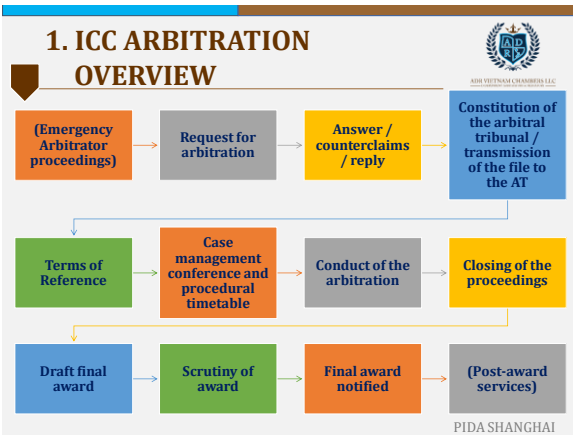 1. ICC ARBITRATION
OVERVIEW
ADR
ADR VIETNAM CHAMBERS LLC
(Emergency
Arbitrator
proceedings)
Request for
arbitration
Answer /
counterclaims
/ reply
Constitution of
the arbitral
tribunal /
transmission
of the file to
the AT
Terms of
Reference
Case
management
conference and
procedural
timetable
Conduct of the
arbitration
Closing of the
proceedings
Draft final
award
Scrutiny of
award
Final award
notified
(Post-award
services)
PIDA SHANGHAI